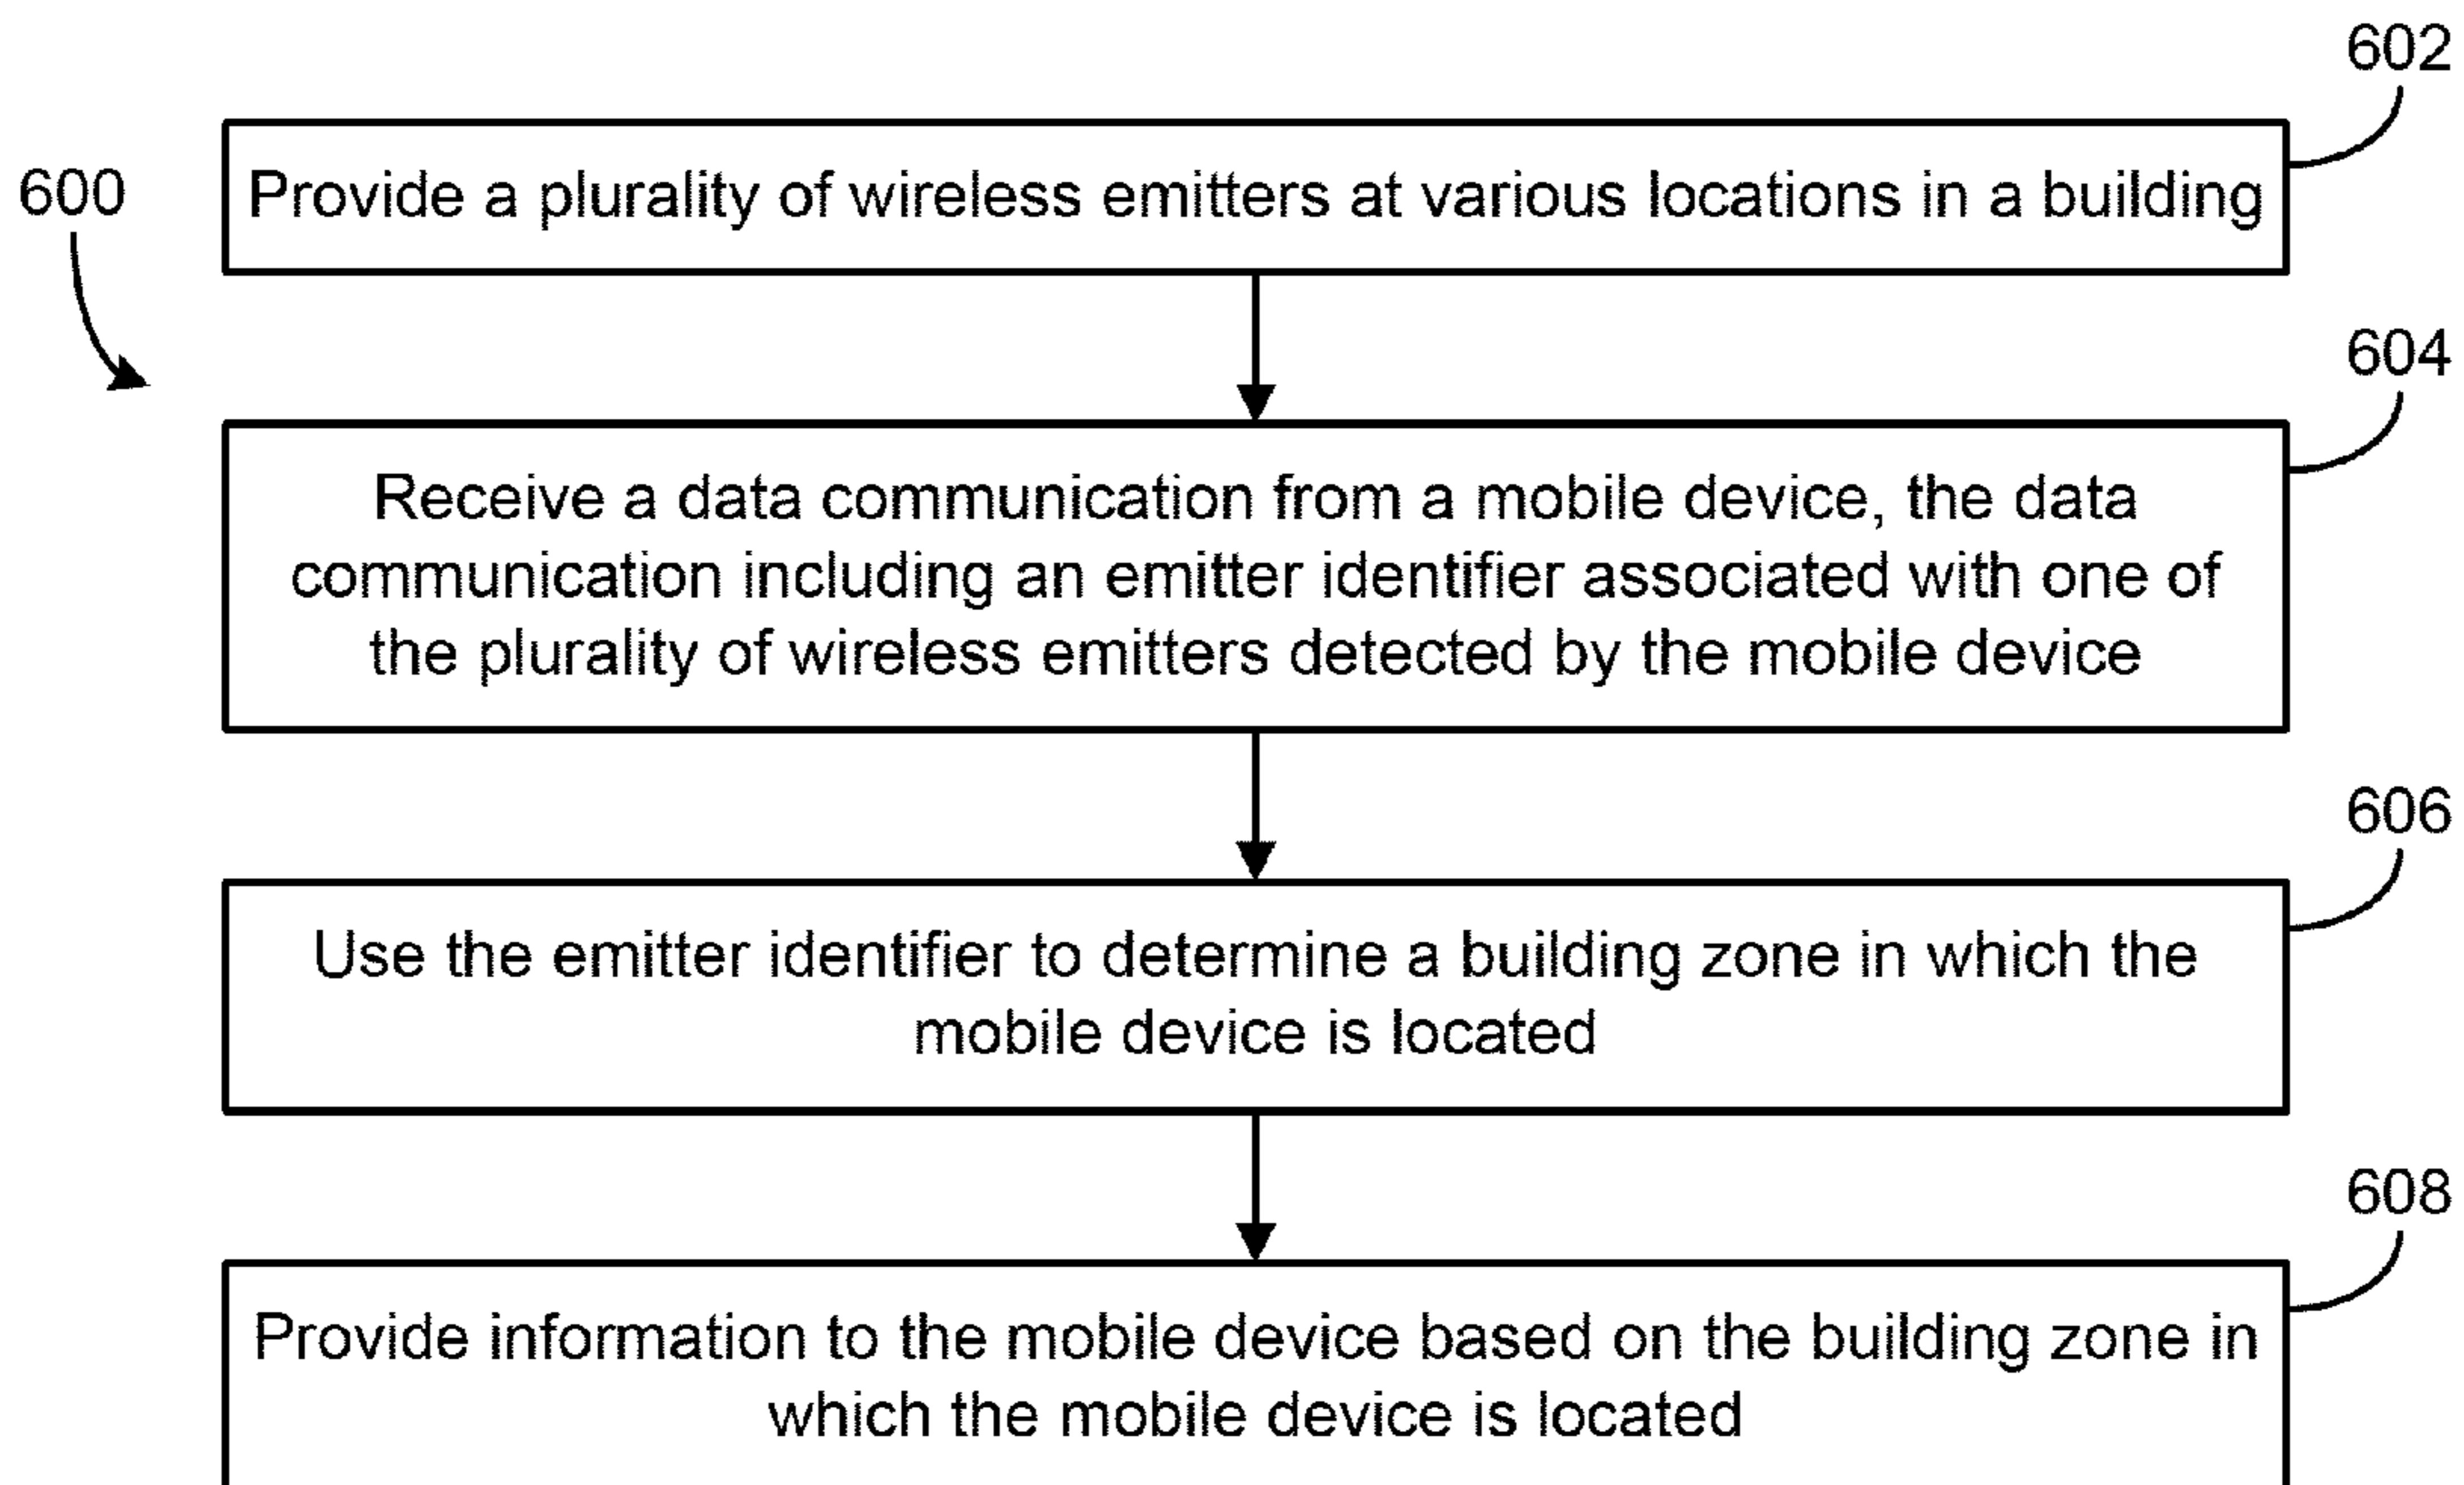 602
600
Provide a plurality of wireless emitters at various locations in a building
604
Receive a data communication from a mobile device, the data
communication including an emitter identifier associated with one of
the plurality of wireless emitters detected by the mobile device
606
Use the emitter identifier to determine a building zone in which the
mobile device is located
608
Provide information to the mobile device based on the building zone in
which the mobile device is located